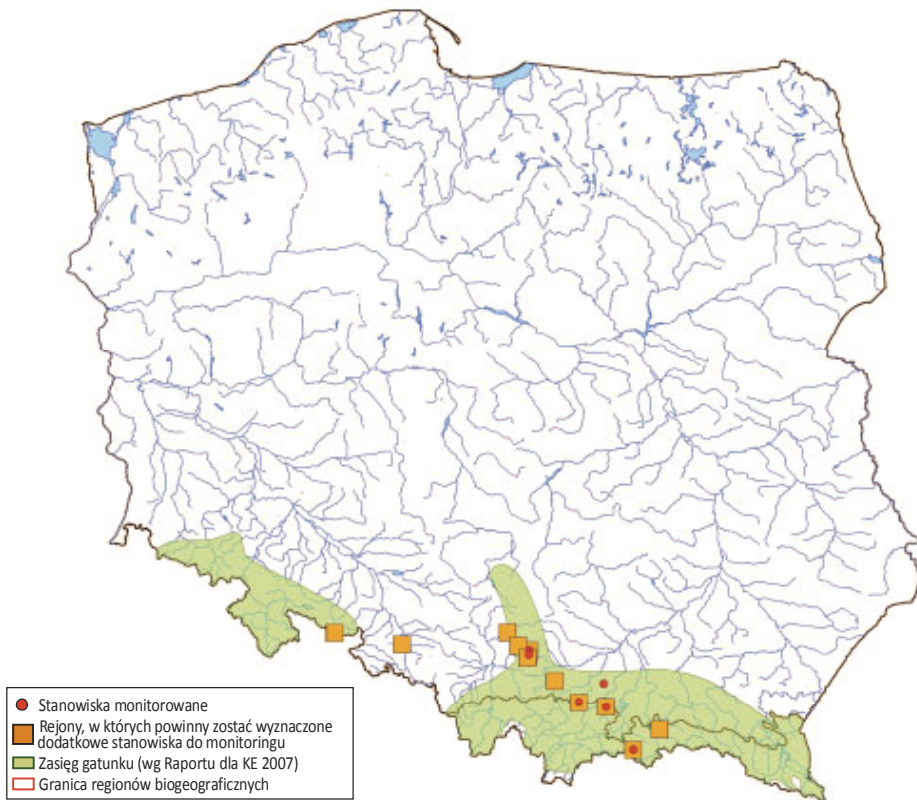 Stanowiska monitorowane
Rejony, w których powinny zostać wyznaczone
dodatkowe stanowiska do monitoringu
Zasięg gatunku (wg Raportu dla KE 2007)
Granica regionów biogeograficznych